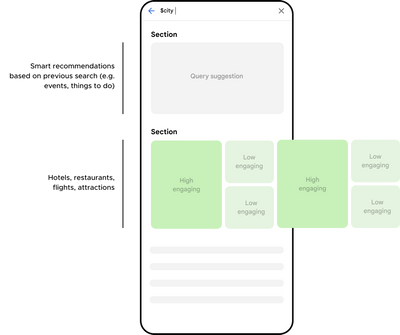 $city
Section
Smart recommendations
based on previous search (e.g.
events, things to do)
Query suggestion
Section
Hotels, restaurants,
flights, attractions
High
engaging
Low
engaging
Low
engaging
High
engaging
Low
engaging
Low
engaging